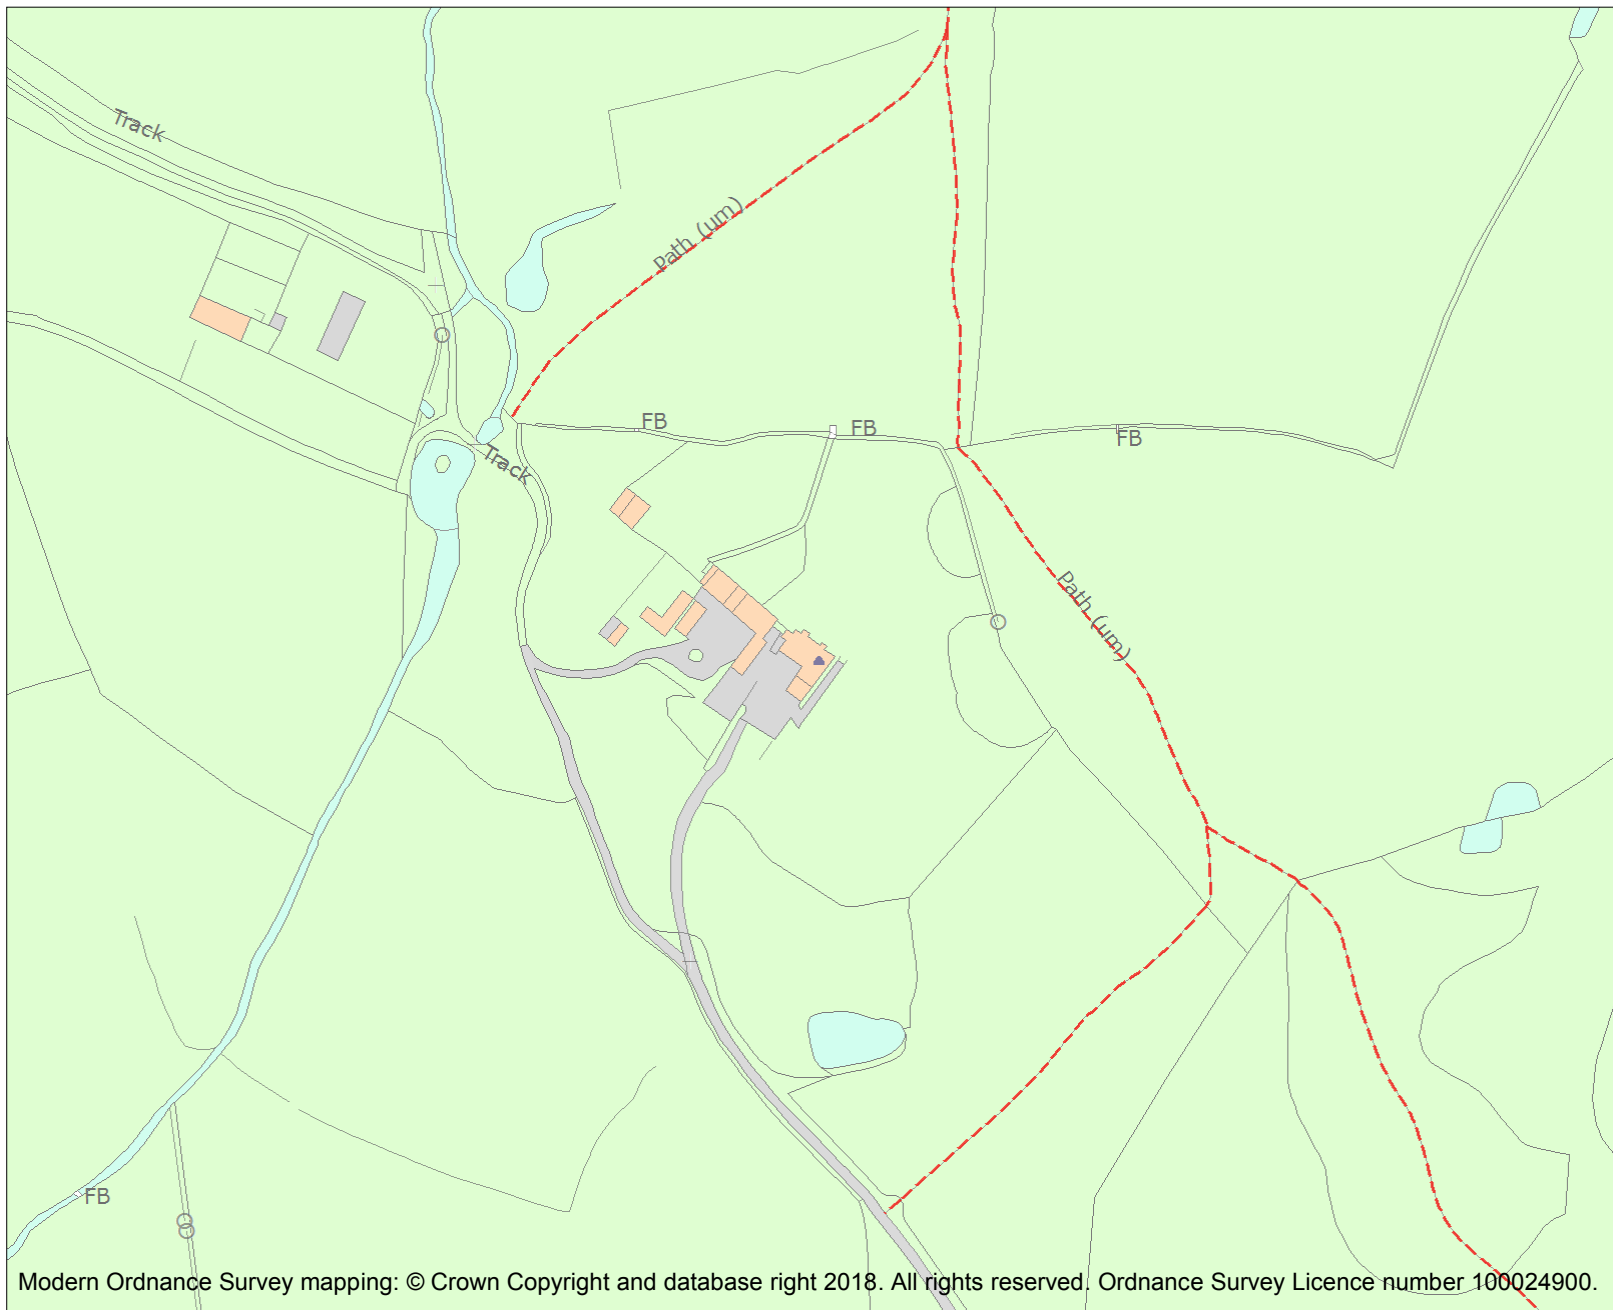 Track
Path (um)
FB
FB
FB
Track
Path (um)
FB
Modern Ordnance Survey mapping: © Crown Copyright and database right 2018. All rights reserved. Ordnance Survey Licence number 100024900.